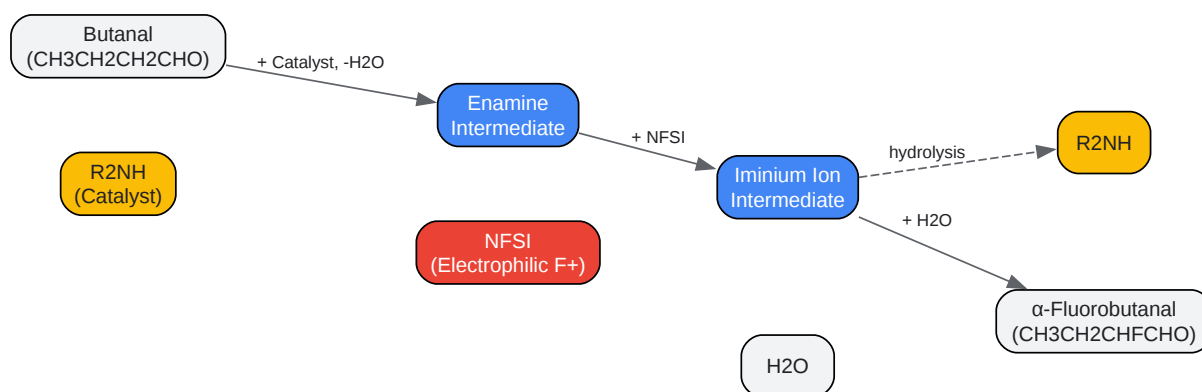 Butanal
(CH3CH2CH2CHO)
+ Catalyst, -H2O
Enamine
Intermediate
R2NH
(Catalyst)
+ NFSI
NFSI
(Electrophilic F+)
Iminium Ion
Intermediate
hydrolysis
R2NH
+ H2O
α-Fluorobutanal
(CH3CH2CHFCHO)
H2O